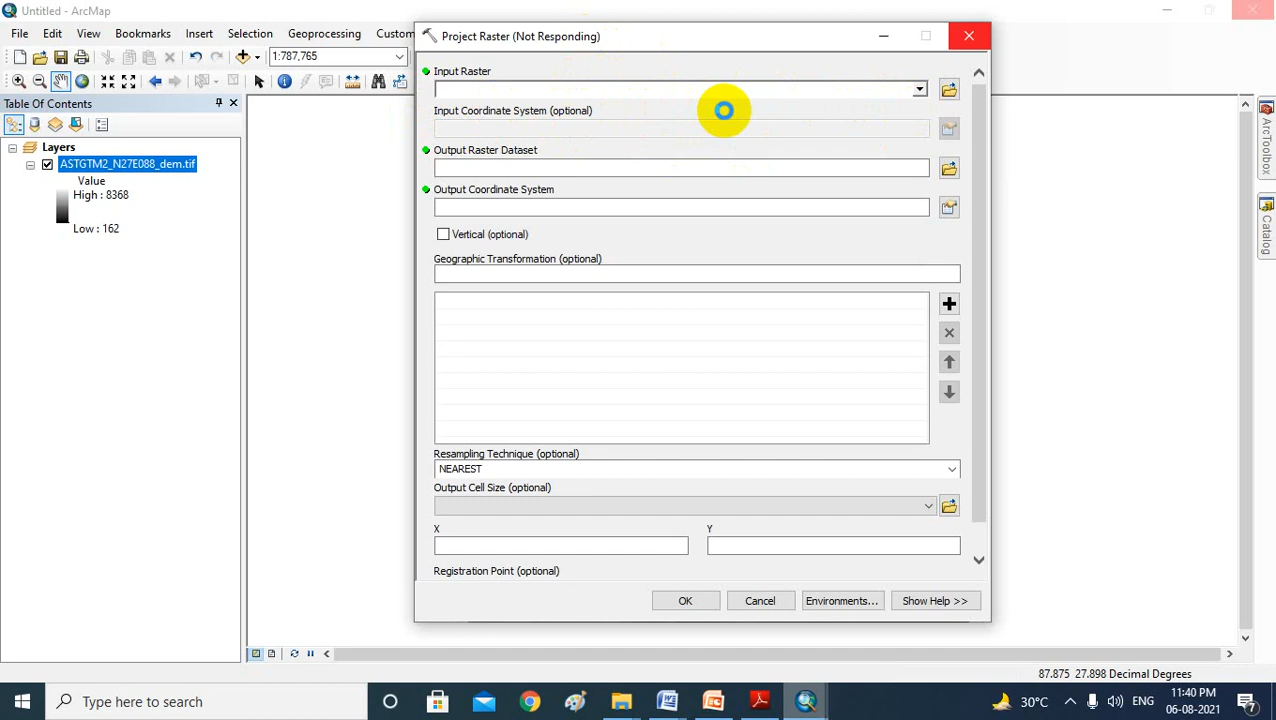 Untitled - ArcMap
File Edit View Bookmarks Insert Selection Geoprocessing Custom
1:787,765
Table Of Contents
Layers
ASTGTM2_N27E088_dem.tif
Value
High : 8368
Low : 162
Project Raster (Not Responding)
Input Raster
Input Coordinate System (optional)
Output Raster Dataset
Output Coordinate System
Vertical (optional)
Geographic Transformation (optional)
Resampling Technique (optional)
NEAREST
Output Cell Size (optional)
X Y
Registration Point (optional)
OK Cancel Environments... Show Help >>
ArcToolbox
Catalog
87.875 27.898 Decimal Degrees
Type here to search
30°C
ENG
11:40 PM
06-08-2021
7